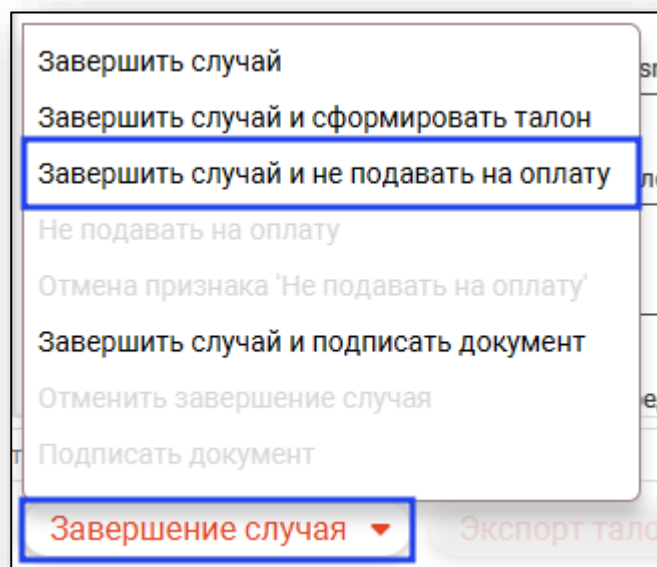 Завершить случай
Завершить случай и сформировать талон
Завершить случай и не подавать на оплату
Не подавать на оплату
Отмена признака 'Не подавать на оплату'
Завершить случай и подписать документ
Отменить завершение случая
Подписать документ
Завершение случая
Экспорт